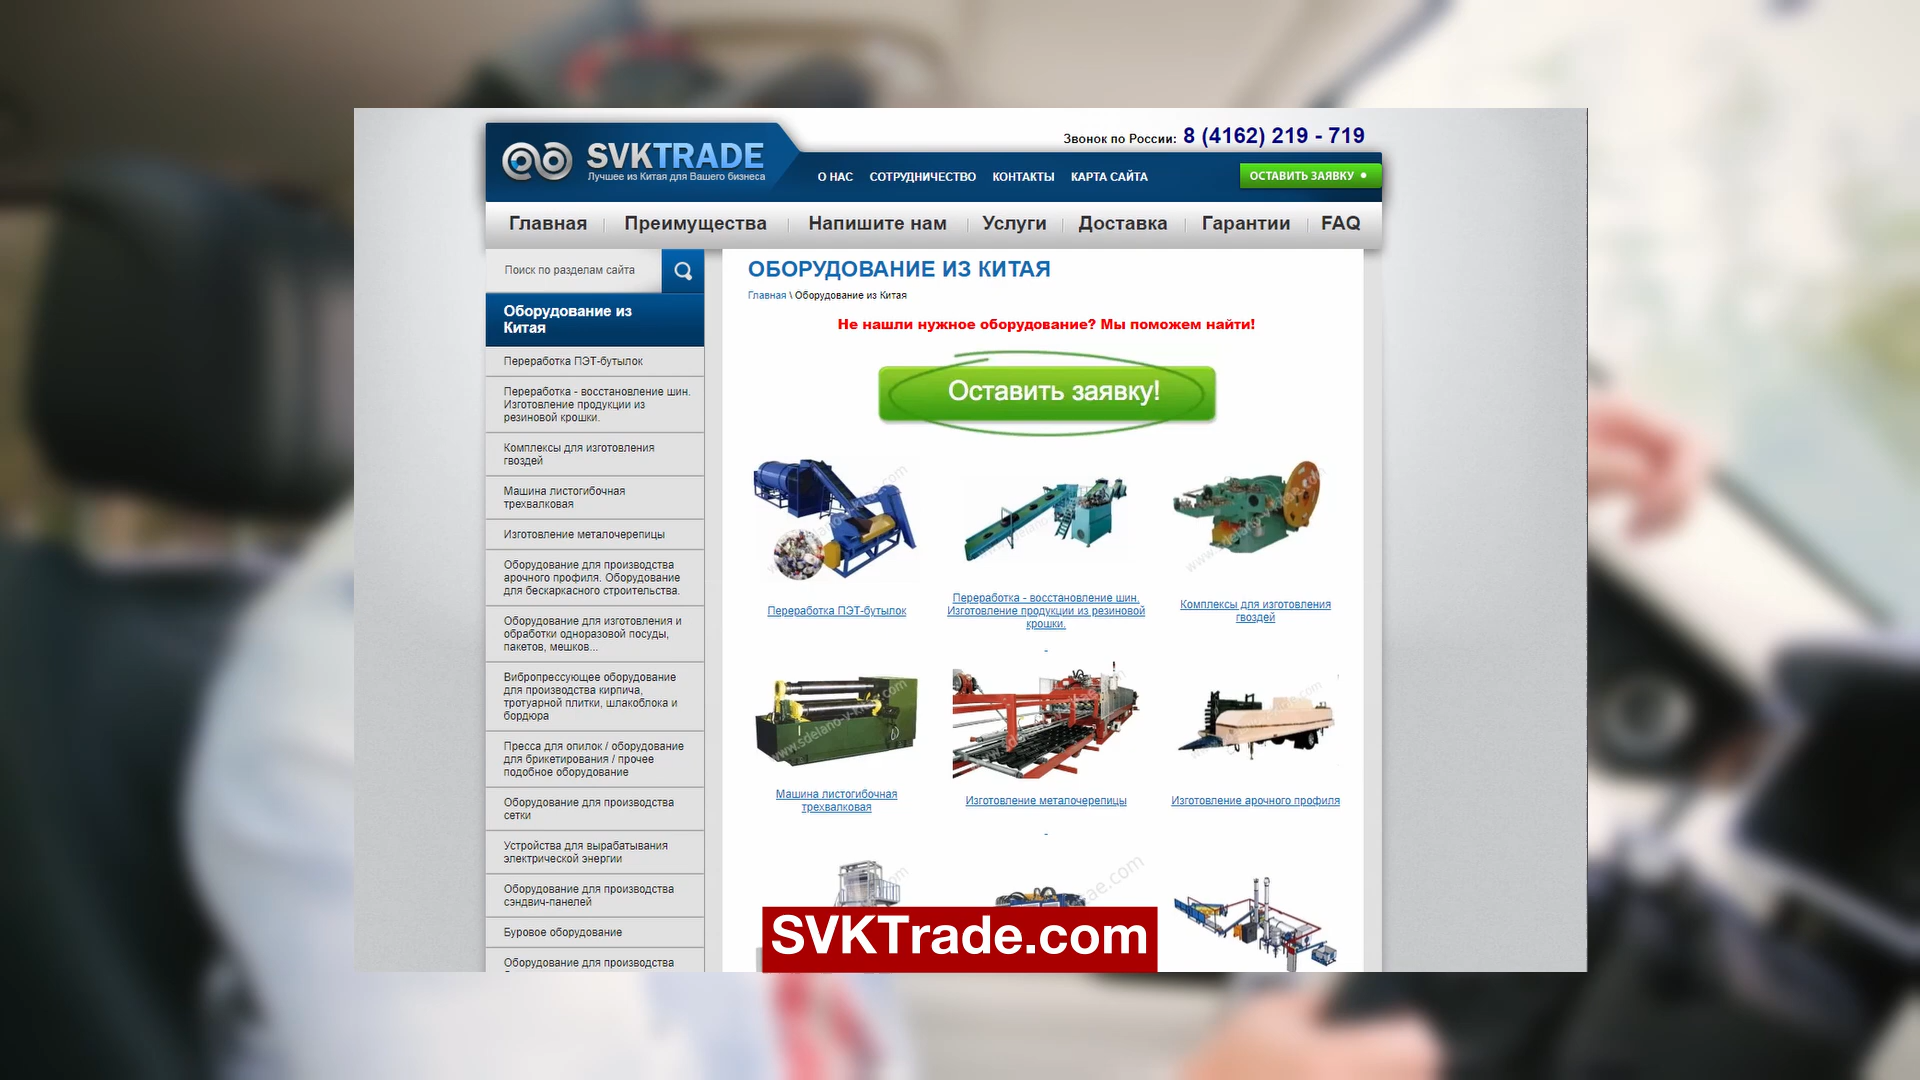 SVKTRADE
Лучшее из Китая для Вашего бизнеса
Звонок по России: 8 (4162) 219 - 719
О НАС СОТРУДНИЧЕСТВО КОНТАКТЫ КАРТА САЙТА
ОСТАВИТЬ ЗАЯВКУ
Главная Преимущества Напишите нам Услуги Доставка Гарантии FAQ
Поиск по разделам сайта
Оборудование из
Китая
Переработка ПЭТ-бутылок
Переработка - восстановление шин.
Изготовление продукции из
резиновой крошки.
Комплексы для изготовления
гвоздей
Машина листогибочная
трехвалковая
Изготовление металочерепицы
Оборудование для производства
арочного профиля. Оборудование
для бескаркасного строительства.
Оборудование для изготовления и
обработки одноразовой посуды,
пакетов, мешков...
Вибропрессующее оборудование
для производства кирпича,
тротуарной плитки, шлакоблока и
бордюра
Пресса для опилок / оборудование
для брикетирования / прочее
подобное оборудование
Оборудование для производства
сетки
Устройства для вырабатывания
электрической энергии
Оборудование для производства
сэндвич-панелей
Буровое оборудование
Оборудование для производства
ОБОРУДОВАНИЕ ИЗ КИТАЯ
Главная \ Оборудование из Китая
Не нашли нужное оборудование? Мы поможем найти!
Оставить заявку!
Переработка ПЭТ-бутылок
Переработка - восстановление шин.
Изготовление продукции из резиновой
крошки.
Комплексы для изготовления
гвоздей
Машина листогибочная
трехвалковая
Изготовление металочерепицы
Изготовление арочного профиля
SVKTrade.com